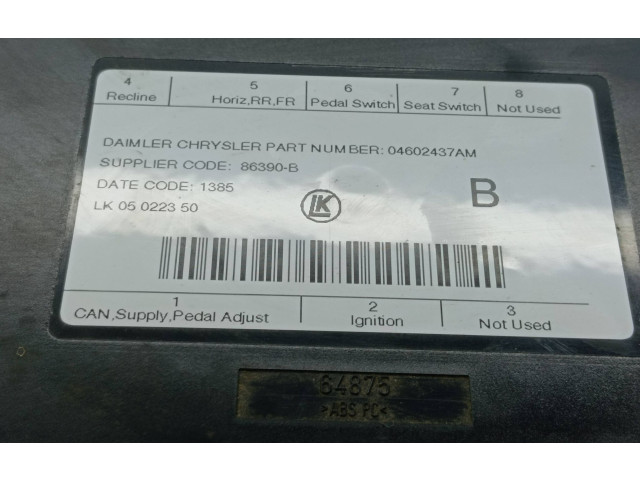 4 5 6 7 8
Recline Horiz,RR,FR Pedal Switch Seat Switch Not Used
DAIMLER CHRYSLER PART NUMBER: 04602437AM
SUPPLIER CODE: 86390-B
DATE CODE: 1385
LK 05 0223 50
LK
B
1 2 3
CAN,Supply,Pedal Adjust Ignition Not Used
64875
>ABS PC<